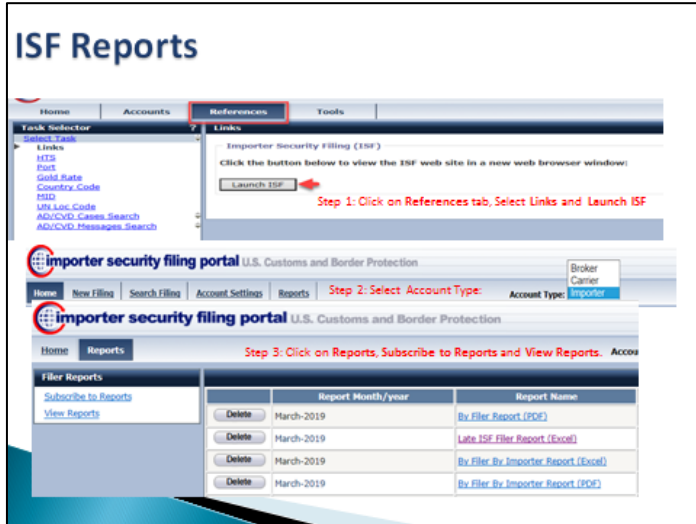 ISF Reports
Home Accounts References Tools
Task Selector ? Links
Select Task
Links
HTS
Port
Gold Rate
Country Code
MID
UN Loc Code
AD/CVD Cases Search
AD/CVD Messages Search
Importer Security Filing (ISF)
Click the button below to view the ISF web site in a new web browser window:
Launch ISF
Step 1: Click on References tab, Select Links and Launch ISF
importer security filing portal U.S. Customs and Border Protection
Broker
Carrier
Importer
Home New Filing Search Filing Account Settings Reports Step 2: Select Account Type: Account Type:
importer security filing portal U.S. Customs and Border Protection
Home Reports Step 3: Click on Reports, Subscribe to Reports and View Reports. Accou
Filer Reports
Subscribe to Reports
View Reports
Report Month/year Report Name
Delete March-2019 By Filer Report (PDF)
Delete March-2019 Late ISF Filer Report (Excel)
Delete March-2019 By Filer By Importer Report (Excel)
Delete March-2019 By Filer By Importer Report (PDF)